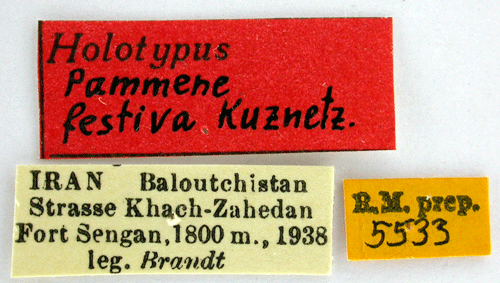 Holotypus
Pammene
festiva Kuznetz.
IRAN Baloutchistan
Strasse Khach-Zahedan
Fort Sengan, 1800 m., 1938
leg. Brandt
R.M. prep.
5533